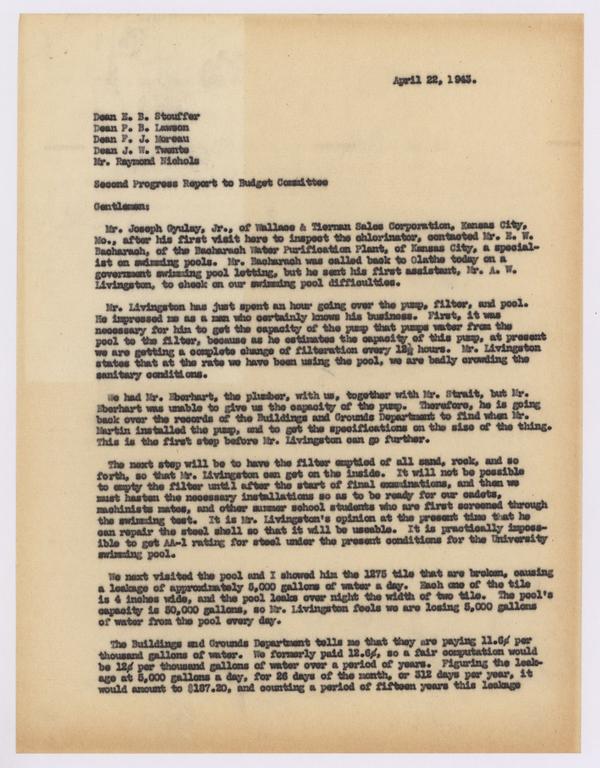 April 22, 1943.
Dean E. B. Stouffer
Dean P. B. Lawson
Dean F. J. Moreau
Dean J. W. Twente
Mr. Raymond Nichols
Second Progress Report to Budget Committee
Gentlemen:
Mr. Joseph Gyulay, Jr., of Wallace & Tiernan Sales Corporation, Kansas City,
Mo., after his first visit here to inspect the chlorinator, contacted Mr. E. W.
Bacharach, of the Bacharach Water Purification Plant, of Kansas City, a special-
ist on swimming pools. Mr. Bacharach was called back to Olathe today on a
government swimming pool letting, but he sent his first assistant, Mr. A. W.
Livingston, to check on our swimming pool difficulties.
Mr. Livingston has just spent an hour going over the pump, filter, and pool.
He impressed me as a man who certainly knows his business. First, it was
necessary for him to get the capacity of the pump that pumps water from the
pool to the filter, because as he estimates the capacity of this pump, at present
we are getting a complete change of filteration every 12½ hours. Mr. Livingston
states that at the rate we have been using the pool, we are badly crowding the
sanitary conditions.
We had Mr. Eberhart, the plumber, with us, together with Mr. Strait, but Mr.
Eberhart was unable to give us the capacity of the pump. Therefore, he is going
back over the records of the Buildings and Grounds Department to find when Mr.
Martin installed the pump, and to get the specifications on the size of the thing.
This is the first step before Mr. Livingston can go further.
The next step will be to have the filter emptied of all sand, rock, and so
forth, so that Mr. Livingston can get on the inside. It will not be possible
to empty the filter until after the start of final examinations, and then we
must hasten the necessary installations so as to be ready for our cadets,
machinists mates, and other summer school students who are first screened through
the swimming test. It is Mr. Livingston's opinion at the present time that he
can repair the steel shell so that it will be useable. It is practically imposs-
ible to get AA-1 rating for steel under the present conditions for the University
swimming pool.
We next visited the pool and I showed him the 1275 tile that are broken, causing
a leakage of approximately 5,000 gallons of water a day. Each one of the tile
is 4 inches wide, and the pool leaks over night the width of two tile. The pool's
capacity is 50,000 gallons, so Mr. Livingston feels we are losing 5,000 gallons
of water from the pool every day.
The Buildings and Grounds Department tells me that they are paying 11.6¢ per
thousand gallons of water. We formerly paid 12.6¢, so a fair computation would
be 12¢ per thousand gallons of water over a period of years. Figuring the leak-
age at 5,000 gallons a day, for 26 days of the month, or 312 days per year, it
would amount to $187.20, and counting a period of fifteen years this leakage